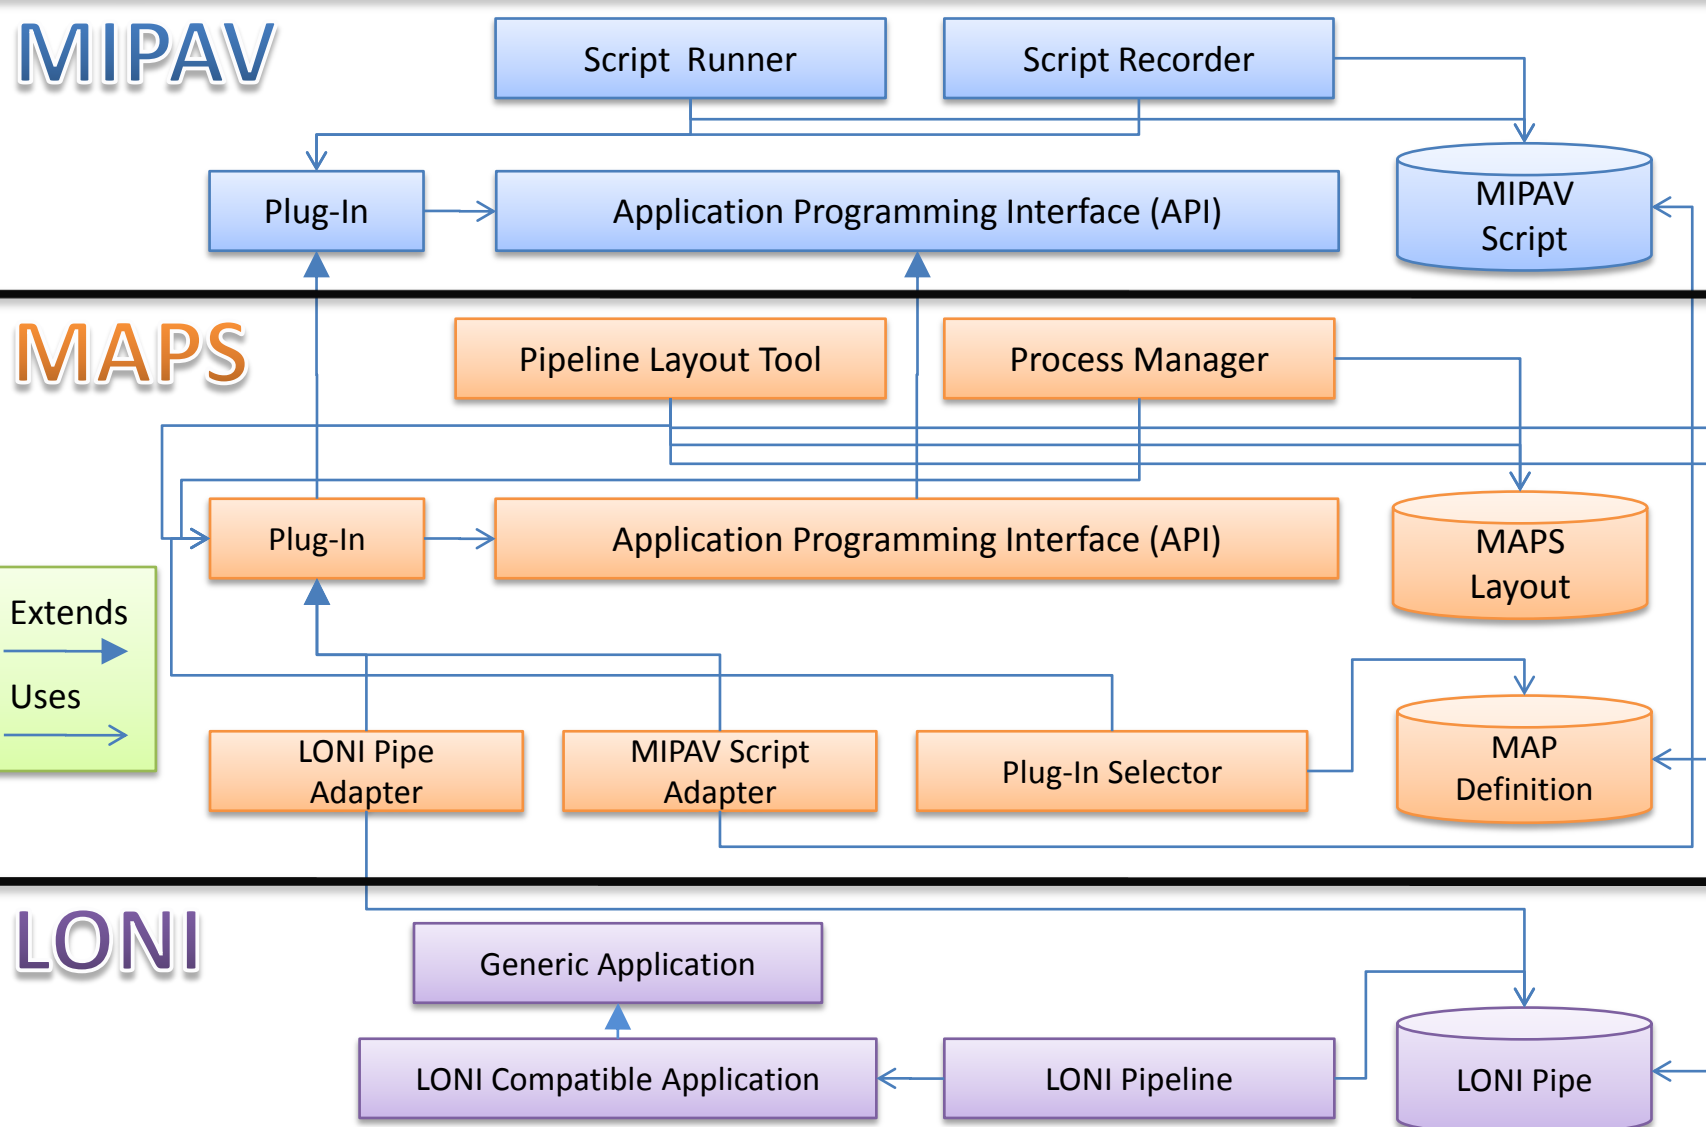 MIPAV
Script Runner
Script Recorder
Plug-In
Application Programming Interface (API)
MIPAV
Script
MAPS
Pipeline Layout Tool
Process Manager
Plug-In
Application Programming Interface (API)
MAPS
Layout
Extends
Uses
LONI Pipe
Adapter
MIPAV Script
Adapter
Plug-In Selector
MAP
Definition
LONI
Generic Application
LONI Compatible Application
LONI Pipeline
LONI Pipe